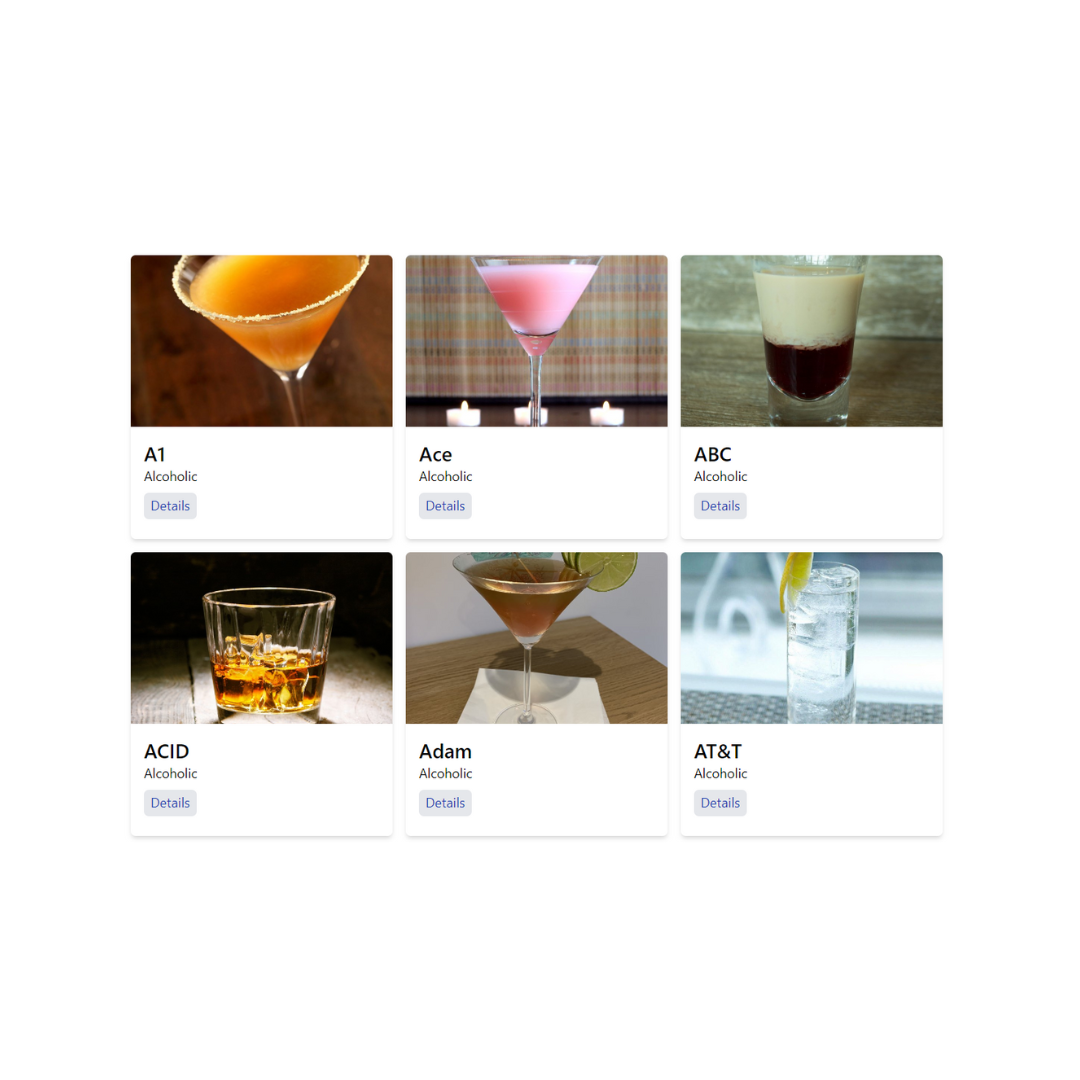 A1
Alcoholic
Details
Ace
Alcoholic
Details
ABC
Alcoholic
Details
ACID
Alcoholic
Details
Adam
Alcoholic
Details
AT&T
Alcoholic
Details